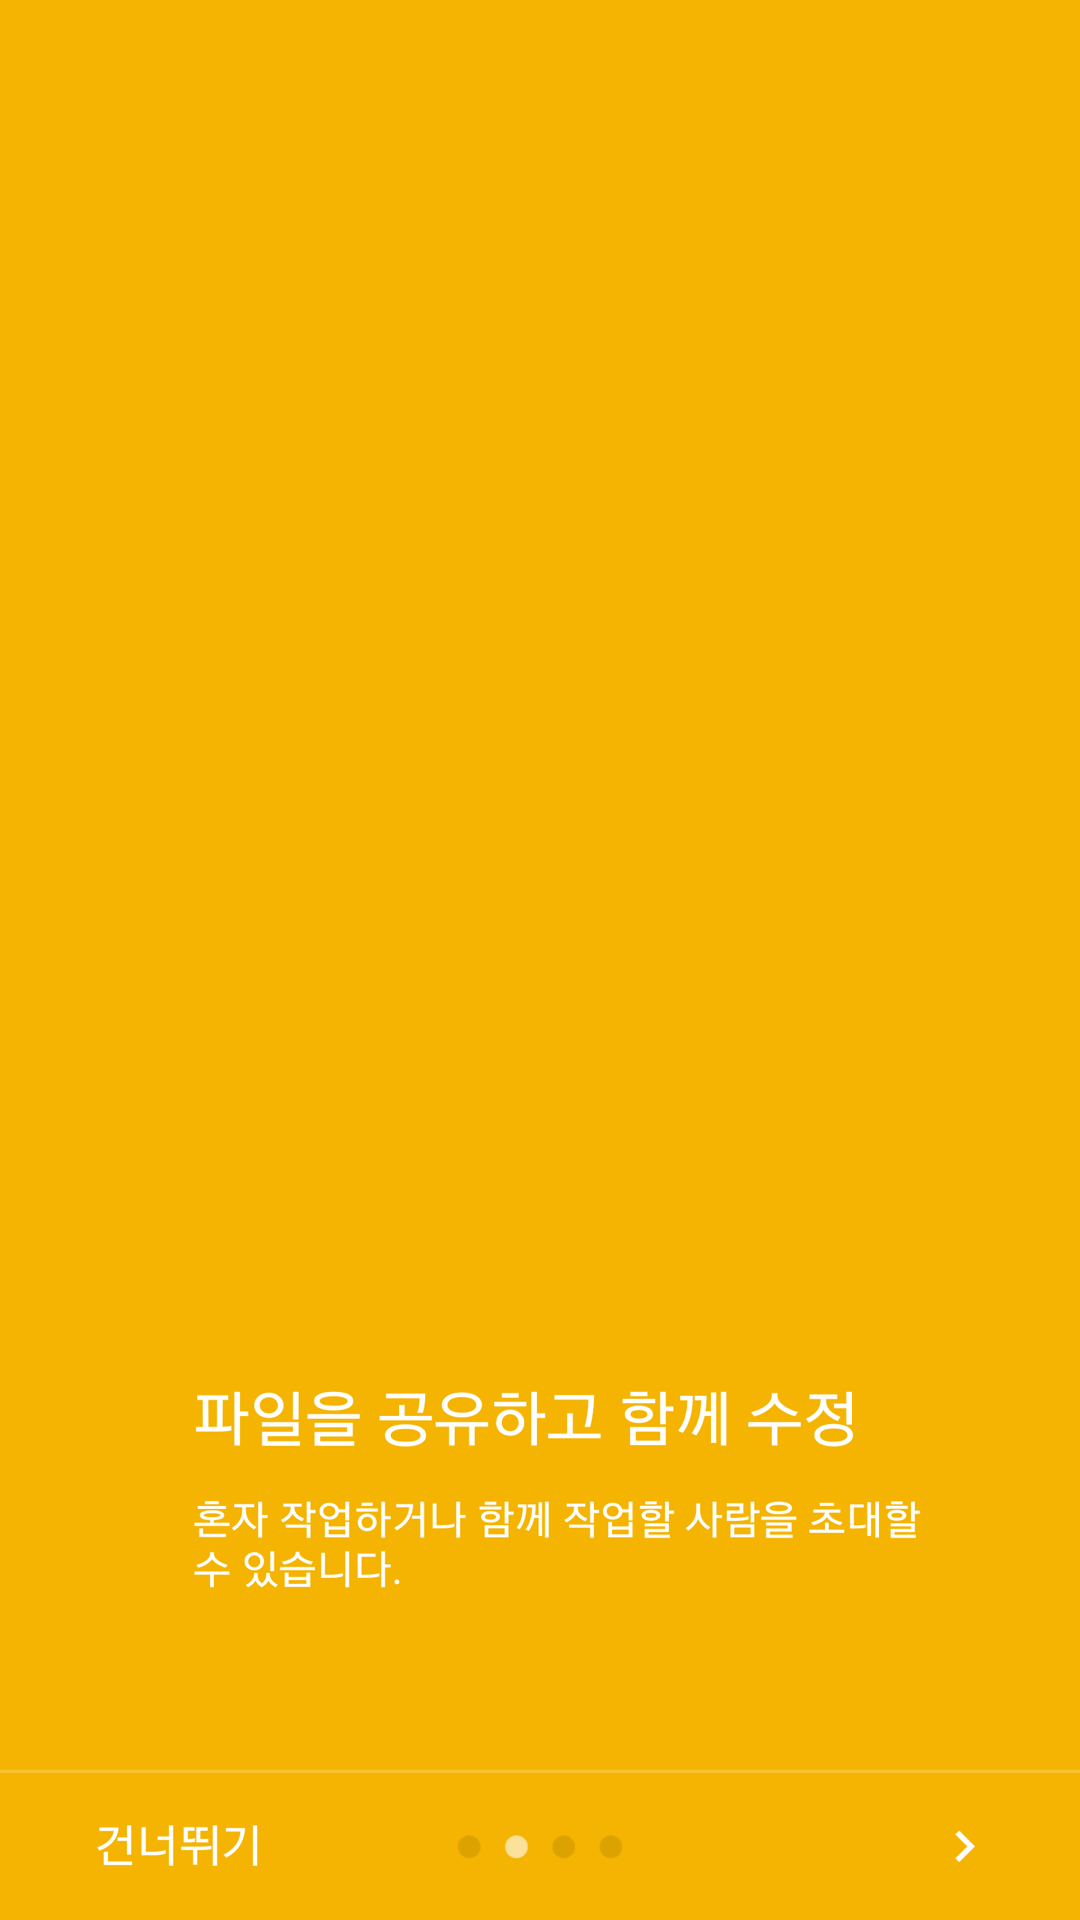 파일을 공유하고 함께 수정
혼자 작업하거나 함께 작업할 사람을 초대할
수 있습니다.
건너뛰기